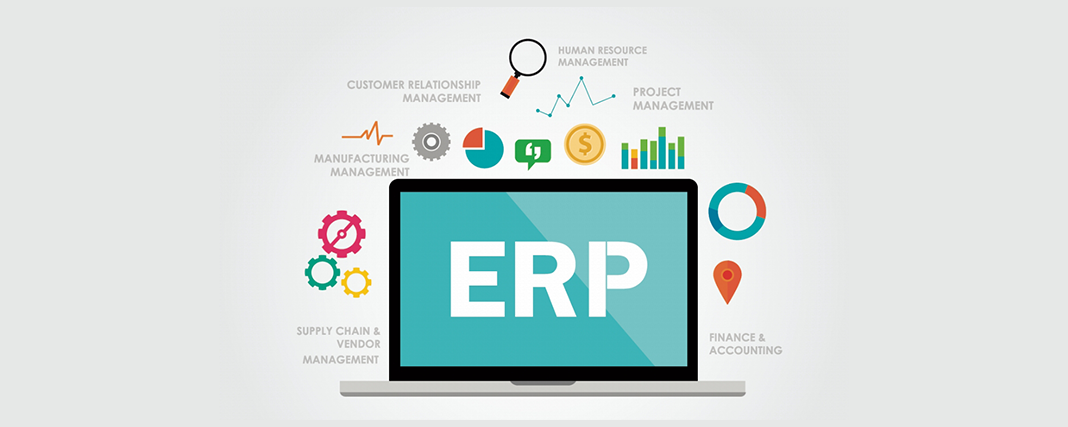 HUMAN RESOURCE
MANAGEMENT
CUSTOMER RELATIONSHIP
MANAGEMENT
PROJECT
MANAGEMENT
$
MANUFACTURING
MANAGEMENT
ERP
SUPPLY CHAIN &
VENDOR
MANAGEMENT
FINANCE &
ACCOUNTING